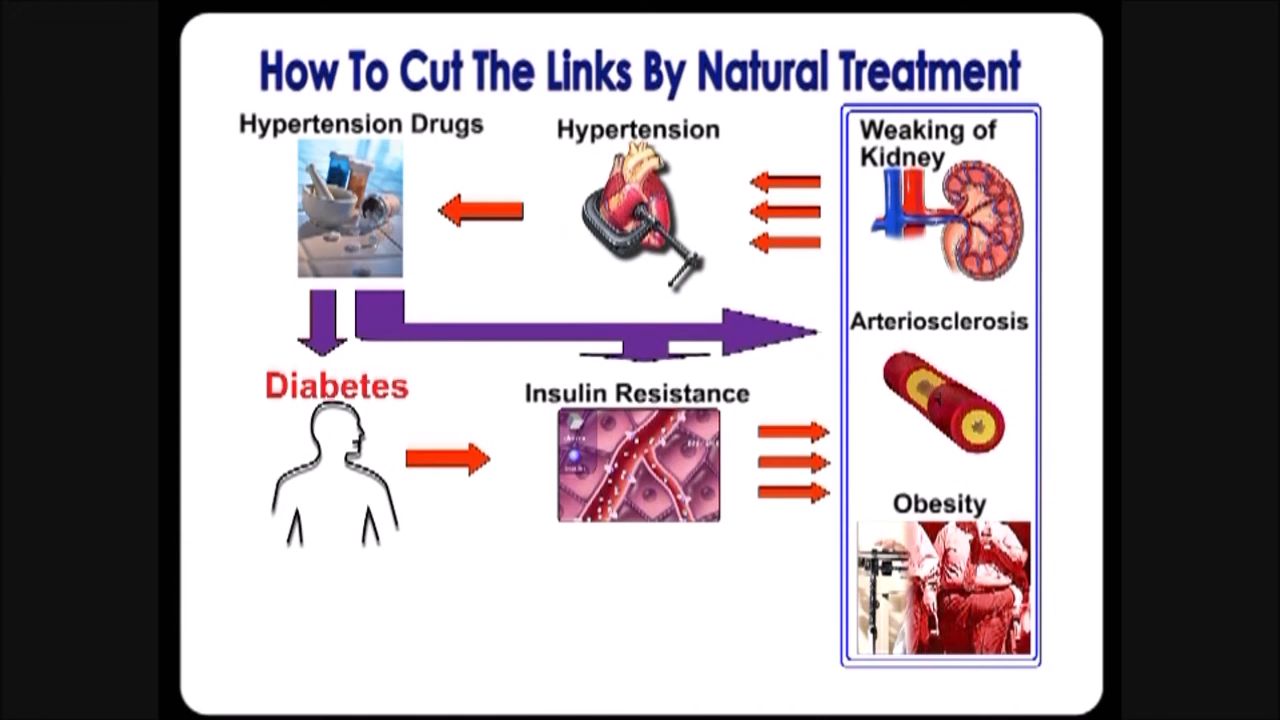 How To Cut The Links By Natural Treatment
Hypertension Drugs
Hypertension
Weaking of
Kidney
Arteriosclerosis
Diabetes
Insulin Resistance
Obesity